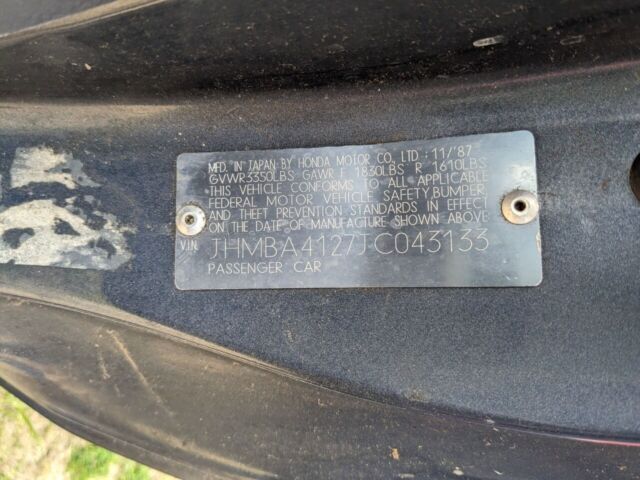 MFD. IN JAPAN BY HONDA MOTOR CO., LTD.; 11/'87
GVWR3350LBS GAWR F 1830LBS R 1610LBS
THIS VEHICLE CONFORMS TO ALL APPLICABLE
FEDERAL MOTOR VEHICLE SAFETY,BUMPER,
AND THEFT PREVENTION STANDARDS IN EFFECT
ON THE DATE OF MANUFACTURE SHOWN ABOVE.
V.I.N. JHMBA4127JC043133
PASSENGER CAR